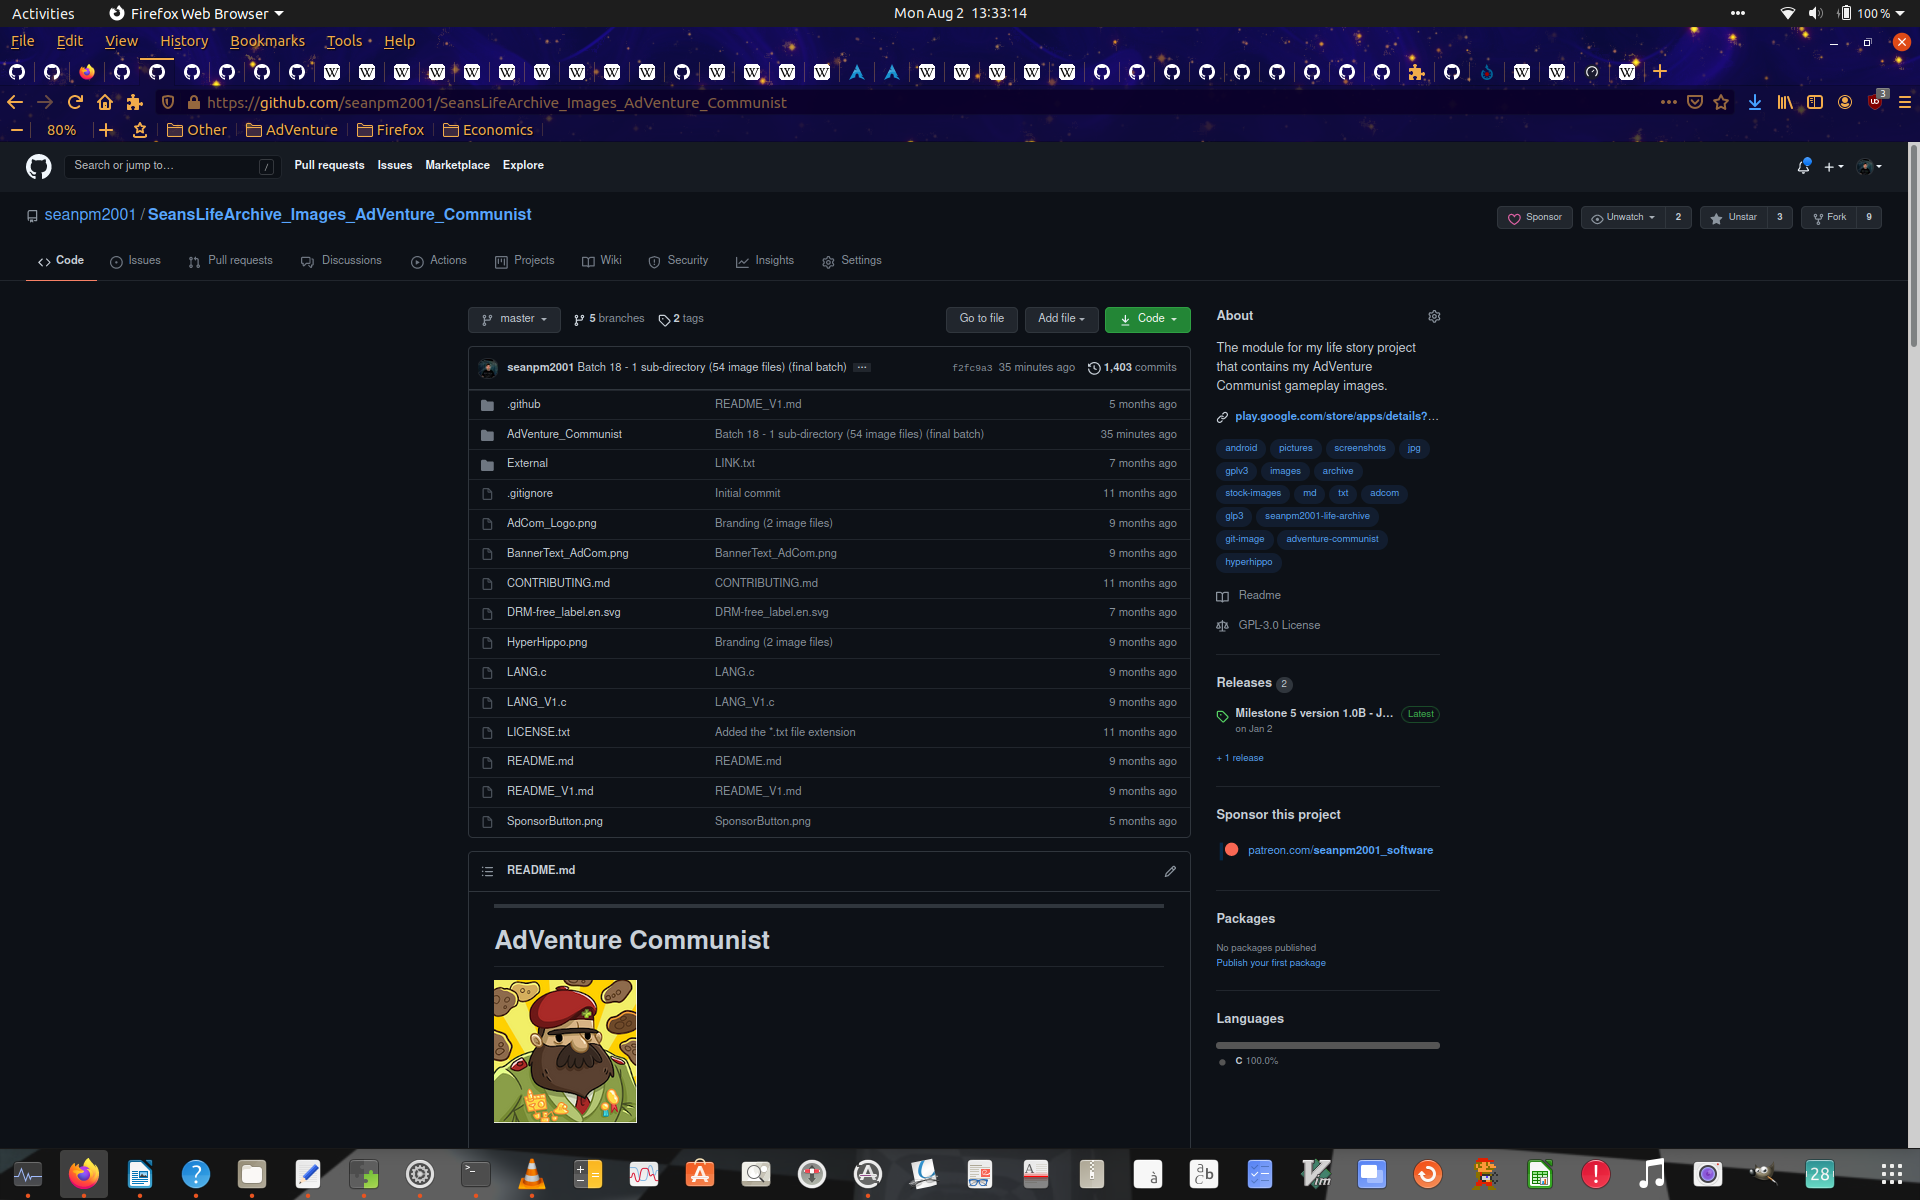 Activities Firefox Web Browser Mon Aug 2 13:33:14 100 %
File Edit View History Bookmarks Tools Help
https://github.com/seanpm2001/SeansLifeArchive_Images_AdVenture_Communist 3
80% Other AdVenture Firefox Economics
Search or jump to… / Pull requests Issues Marketplace Explore
seanpm2001 / SeansLifeArchive_Images_AdVenture_Communist Sponsor Unwatch 2 Unstar 3 Fork 9
Code Issues Pull requests Discussions Actions Projects Wiki Security Insights Settings
master 5 branches 2 tags Go to file Add file Code
seanpm2001 Batch 18 - 1 sub-directory (54 image files) (final batch) ... f2fc9a3 35 minutes ago 1,403 commits
.github README_V1.md 5 months ago
AdVenture_Communist Batch 18 - 1 sub-directory (54 image files) (final batch) 35 minutes ago
External LINK.txt 7 months ago
.gitignore Initial commit 11 months ago
AdCom_Logo.png Branding (2 image files) 9 months ago
BannerText_AdCom.png BannerText_AdCom.png 9 months ago
CONTRIBUTING.md CONTRIBUTING.md 11 months ago
DRM-free_label.en.svg DRM-free_label.en.svg 7 months ago
HyperHippo.png Branding (2 image files) 9 months ago
LANG.c LANG.c 9 months ago
LANG_V1.c LANG_V1.c 9 months ago
LICENSE.txt Added the *.txt file extension 11 months ago
README.md README.md 9 months ago
README_V1.md README_V1.md 9 months ago
SponsorButton.png SponsorButton.png 5 months ago
README.md
AdVenture Communist
About
The module for my life story project
that contains my AdVenture
Communist gameplay images.
play.google.com/store/apps/details?…
android pictures screenshots jpg
gplv3 images archive
stock-images md txt adcom
glp3 seanpm2001-life-archive
git-image adventure-communist
hyperhippo
Readme
GPL-3.0 License
Releases 2
Milestone 5 version 1.0B - J… Latest
on Jan 2
+ 1 release
Sponsor this project
patreon.com/seanpm2001_software
Packages
No packages published
Publish your first package
Languages
C 100.0%
28